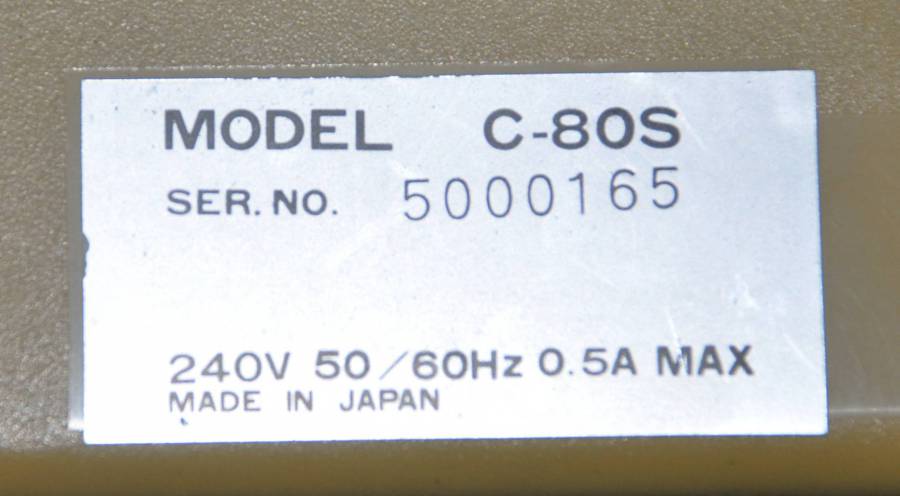 MODEL C-80S
SER. NO. 5000165
240V 50/60Hz 0.5A MAX
MADE IN JAPAN